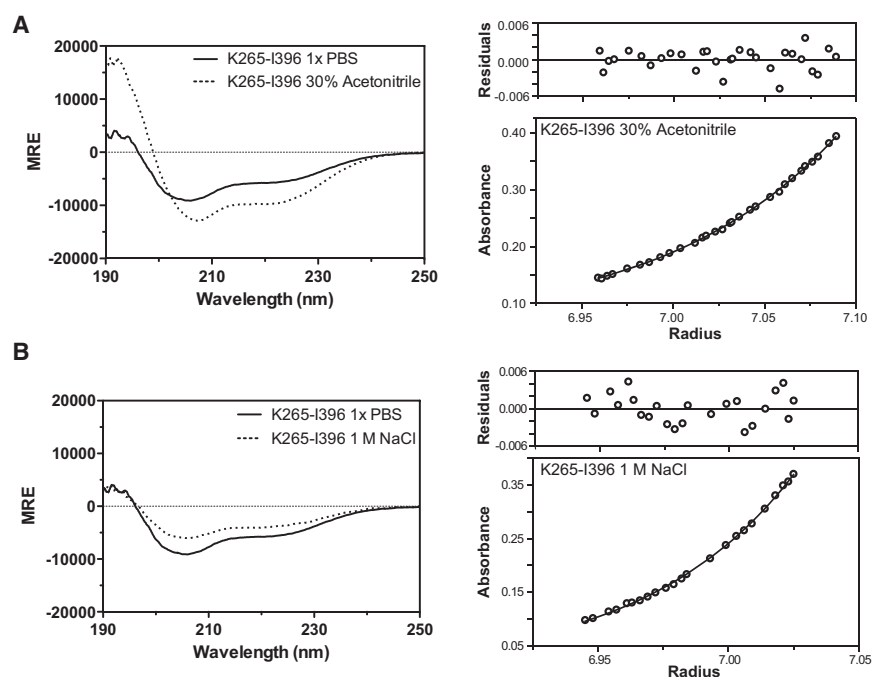 A
20000
10000
0
-10000
-20000
MRE
190
210
230
250
Wavelength (nm)
K265-I396 1x PBS
K265-I396 30% Acetonitrile
0.006
0.000
-0.006
Residuals
K265-I396 30% Acetonitrile
0.40
0.30
0.20
0.10
Absorbance
6.95
7.00
7.05
7.10
Radius
B
20000
10000
0
-10000
-20000
MRE
190
210
230
250
Wavelength (nm)
K265-I396 1x PBS
K265-I396 1 M NaCl
0.006
0.000
-0.006
Residuals
K265-I396 1 M NaCl
0.35
0.25
0.15
0.05
Absorbance
6.95
7.00
7.05
Radius